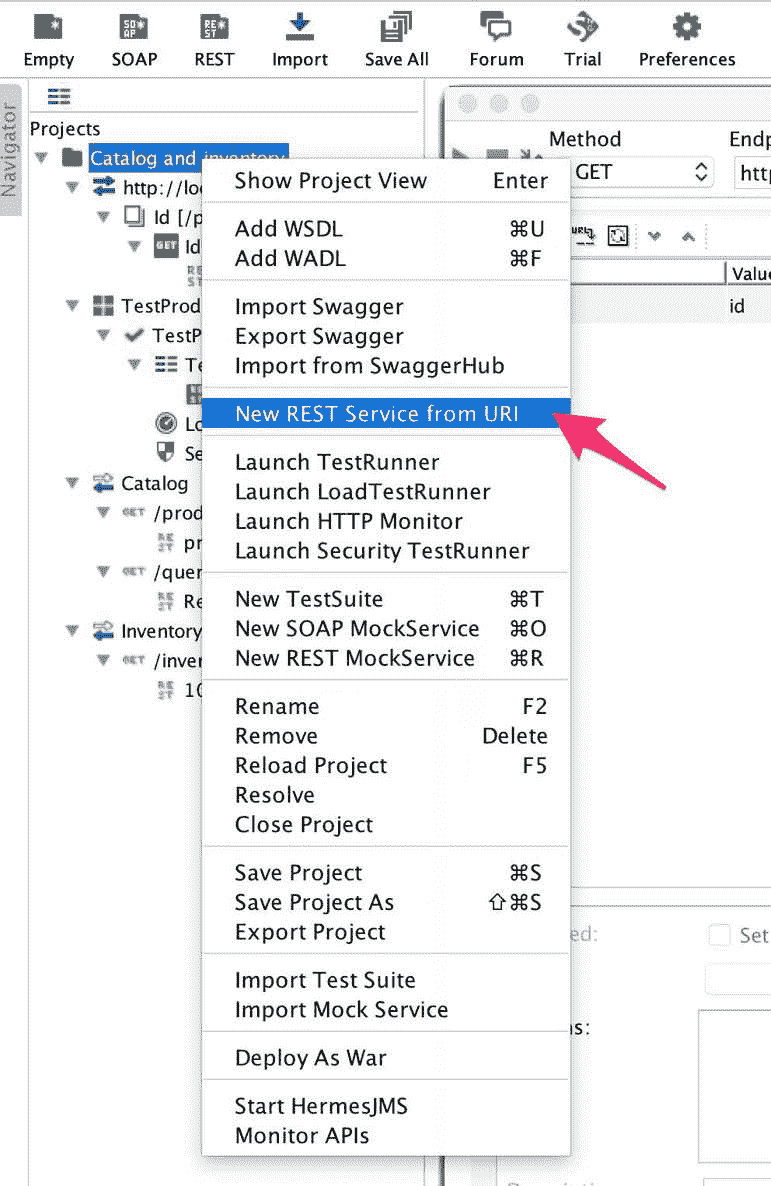 Empty SOAP REST Import Save All Forum Trial Preferences
Navigator
Projects
Catalog and inventory
http://loc
Id [/p
GET Id
TestProd
TestP
Te
Lo
Se
Catalog
GET /prod
REST pr
GET /quer
REST Re
Inventory
GET /inver
REST 10
Show Project View Enter
Add WSDL ⌘U
Add WADL ⌘F
Import Swagger
Export Swagger
Import from SwaggerHub
New REST Service from URI
Launch TestRunner
Launch LoadTestRunner
Launch HTTP Monitor
Launch Security TestRunner
New TestSuite ⌘T
New SOAP MockService ⌘O
New REST MockService ⌘R
Rename F2
Remove Delete
Reload Project F5
Resolve
Close Project
Save Project ⌘S
Save Project As ⇧⌘S
Export Project
Import Test Suite
Import Mock Service
Deploy As War
Start HermesJMS
Monitor APIs
Method Endp
GET http
Value
id
ed: Set
ns: